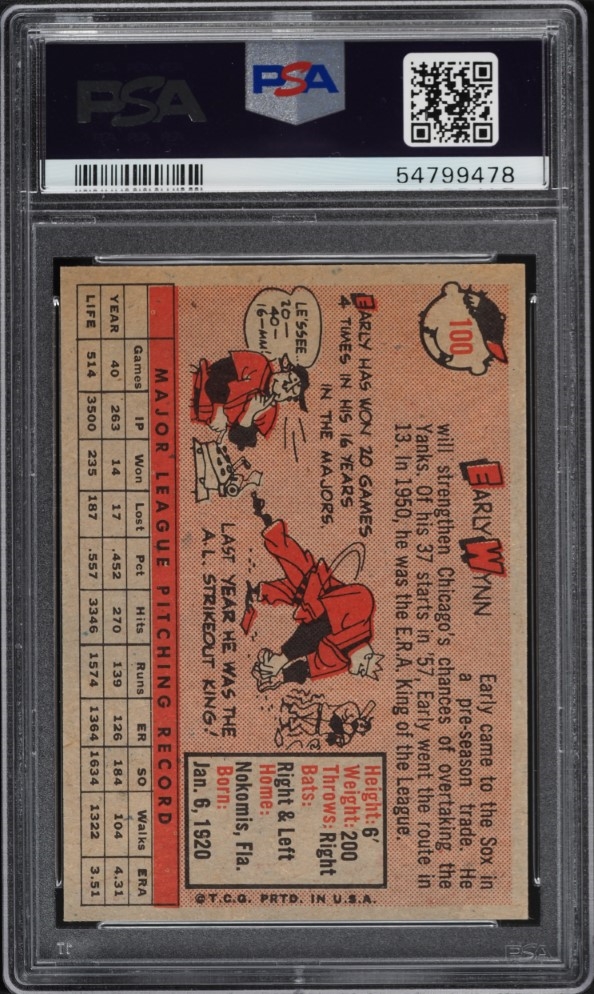 PSA
PSA
54799478
100
EARLY WYNN
Early came to the Sox in
a pre-season trade. He
will strengthen Chicago's chances of overtaking the
Yanks. Of his 37 starts in '57, Early went the route in
13. In 1950, he was the E.R.A. King of the League.
EARLY HAS WON 20 GAMES
4 TIMES IN HIS 16 YEARS
IN THE MAJORS.
LE'SSEE...
20—
40—
16—MN!
LAST YEAR HE WAS THE
A.L. STRIKEOUT KING!
Height: 6'
Weight: 200
Throws: Right
Bats:
Right & Left
Home:
Nokomis, Fla.
Born:
Jan. 6, 1920
MAJOR LEAGUE PITCHING RECORD
Games IP Won Lost Pct Hits Runs ER SO Walks ERA
YEAR 40 263 14 17 .452 270 139 126 184 104 4.31
LIFE 514 3500 235 187 .557 3346 1574 1364 1634 1322 3.51
©T.C.G. PRTD. IN U.S.A.
PSA